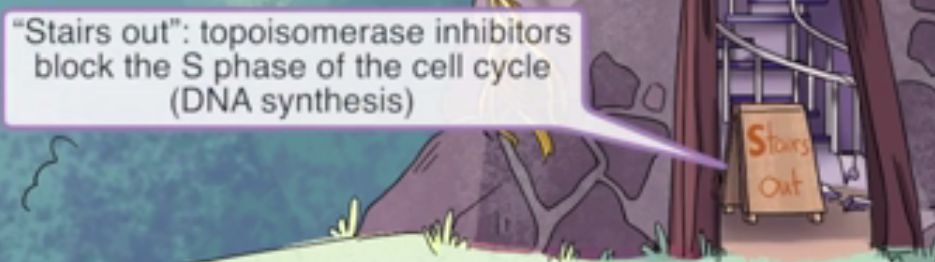 “Stairs out”: topoisomerase inhibitors
block the S phase of the cell cycle
(DNA synthesis)
Stairs
out